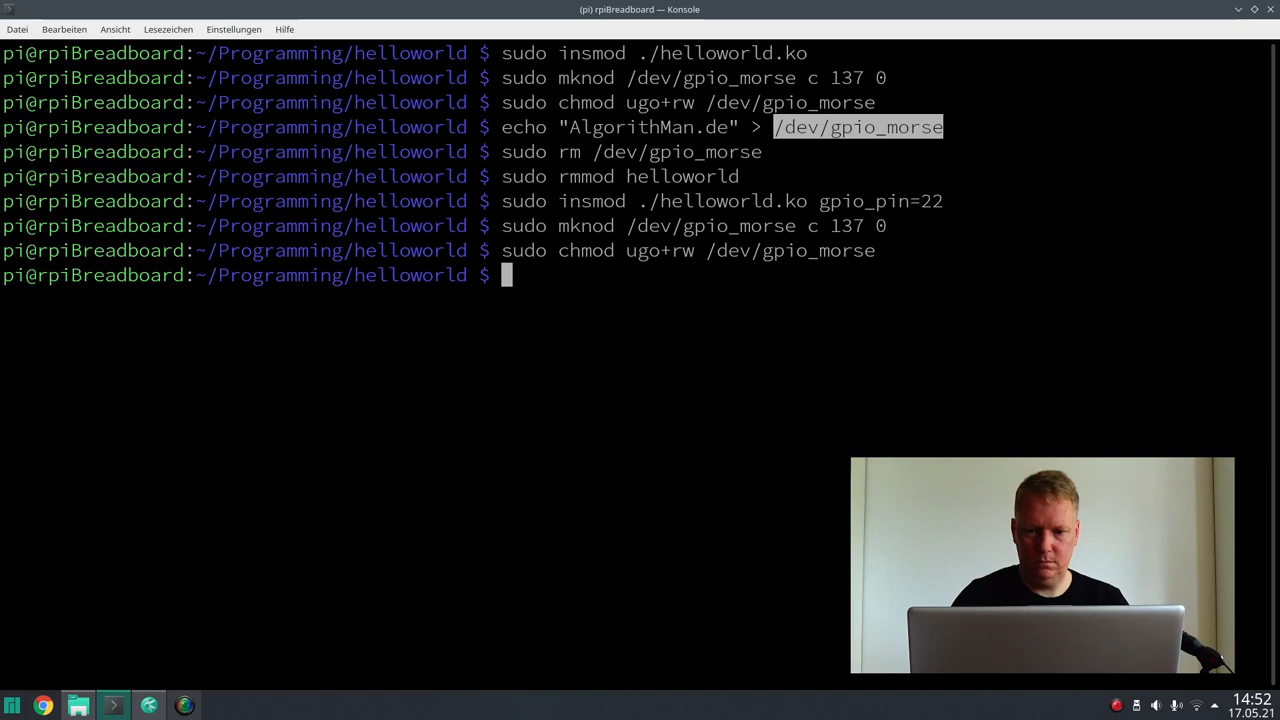 (pi) rpiBreadboard — Konsole
Datei Bearbeiten Ansicht Lesezeichen Einstellungen Hilfe
pi@rpiBreadboard:~/Programming/helloworld $ sudo insmod ./helloworld.ko
pi@rpiBreadboard:~/Programming/helloworld $ sudo mknod /dev/gpio_morse c 137 0
pi@rpiBreadboard:~/Programming/helloworld $ sudo chmod ugo+rw /dev/gpio_morse
pi@rpiBreadboard:~/Programming/helloworld $ echo "AlgorithMan.de" > /dev/gpio_morse
pi@rpiBreadboard:~/Programming/helloworld $ sudo rm /dev/gpio_morse
pi@rpiBreadboard:~/Programming/helloworld $ sudo rmmod helloworld
pi@rpiBreadboard:~/Programming/helloworld $ sudo insmod ./helloworld.ko gpio_pin=22
pi@rpiBreadboard:~/Programming/helloworld $ sudo mknod /dev/gpio_morse c 137 0
pi@rpiBreadboard:~/Programming/helloworld $ sudo chmod ugo+rw /dev/gpio_morse
pi@rpiBreadboard:~/Programming/helloworld $
14:52
17.05.21